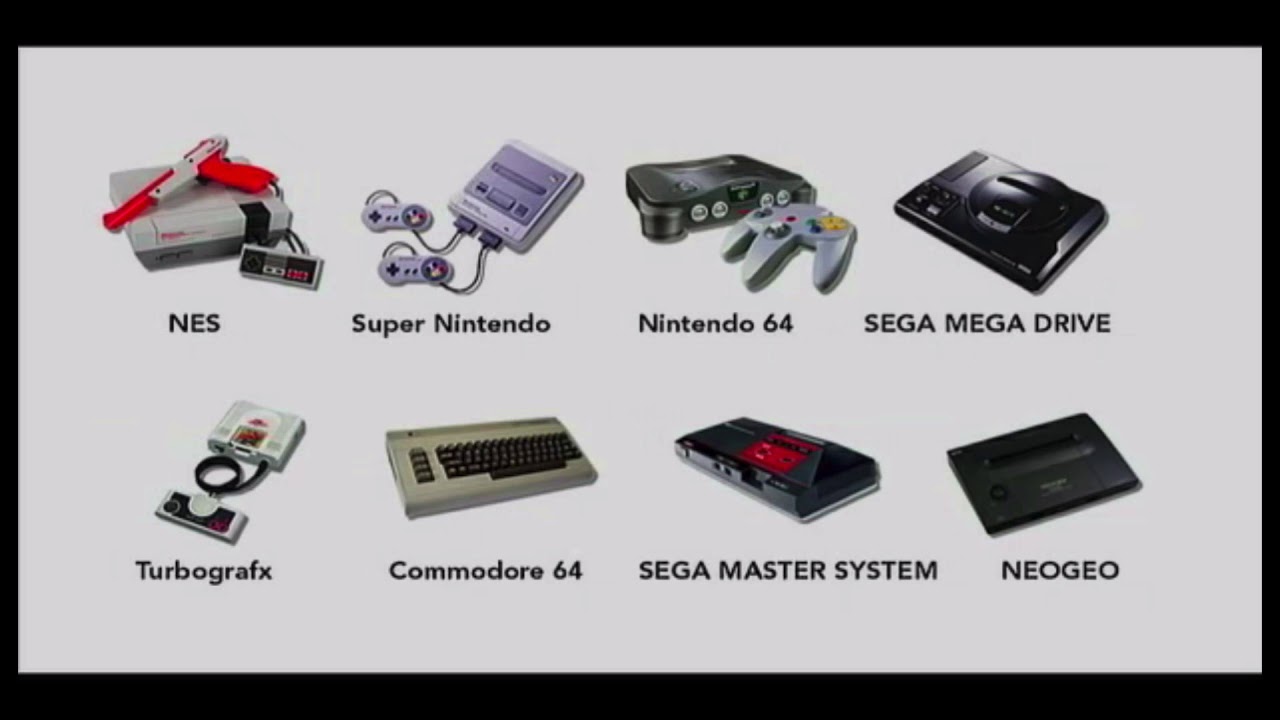 NES
Super Nintendo
Nintendo 64
SEGA MEGA DRIVE
Turbografx
Commodore 64
SEGA MASTER SYSTEM
NEOGEO